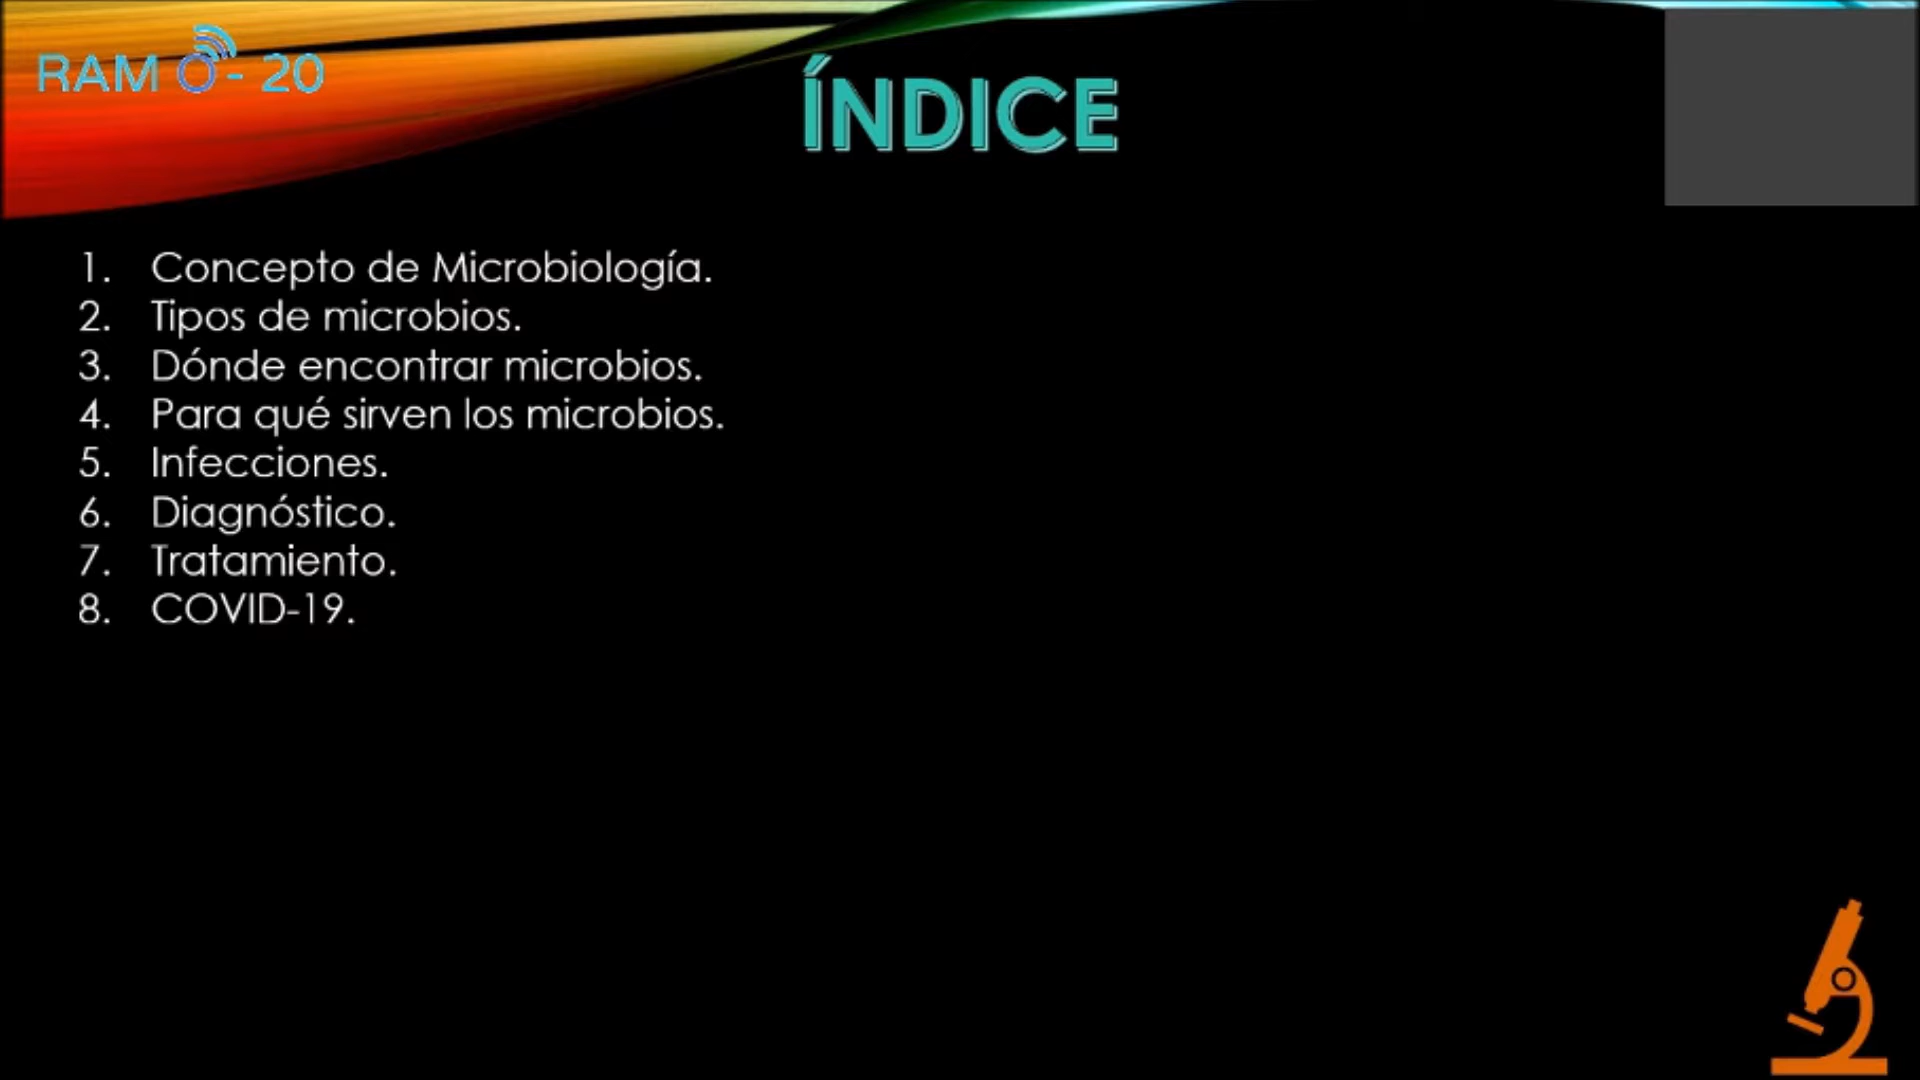 RAM O- 20
ÍNDICE
1. Concepto de Microbiología.
2. Tipos de microbios.
3. Dónde encontrar microbios.
4. Para qué sirven los microbios.
5. Infecciones.
6. Diagnóstico.
7. Tratamiento.
8. COVID-19.